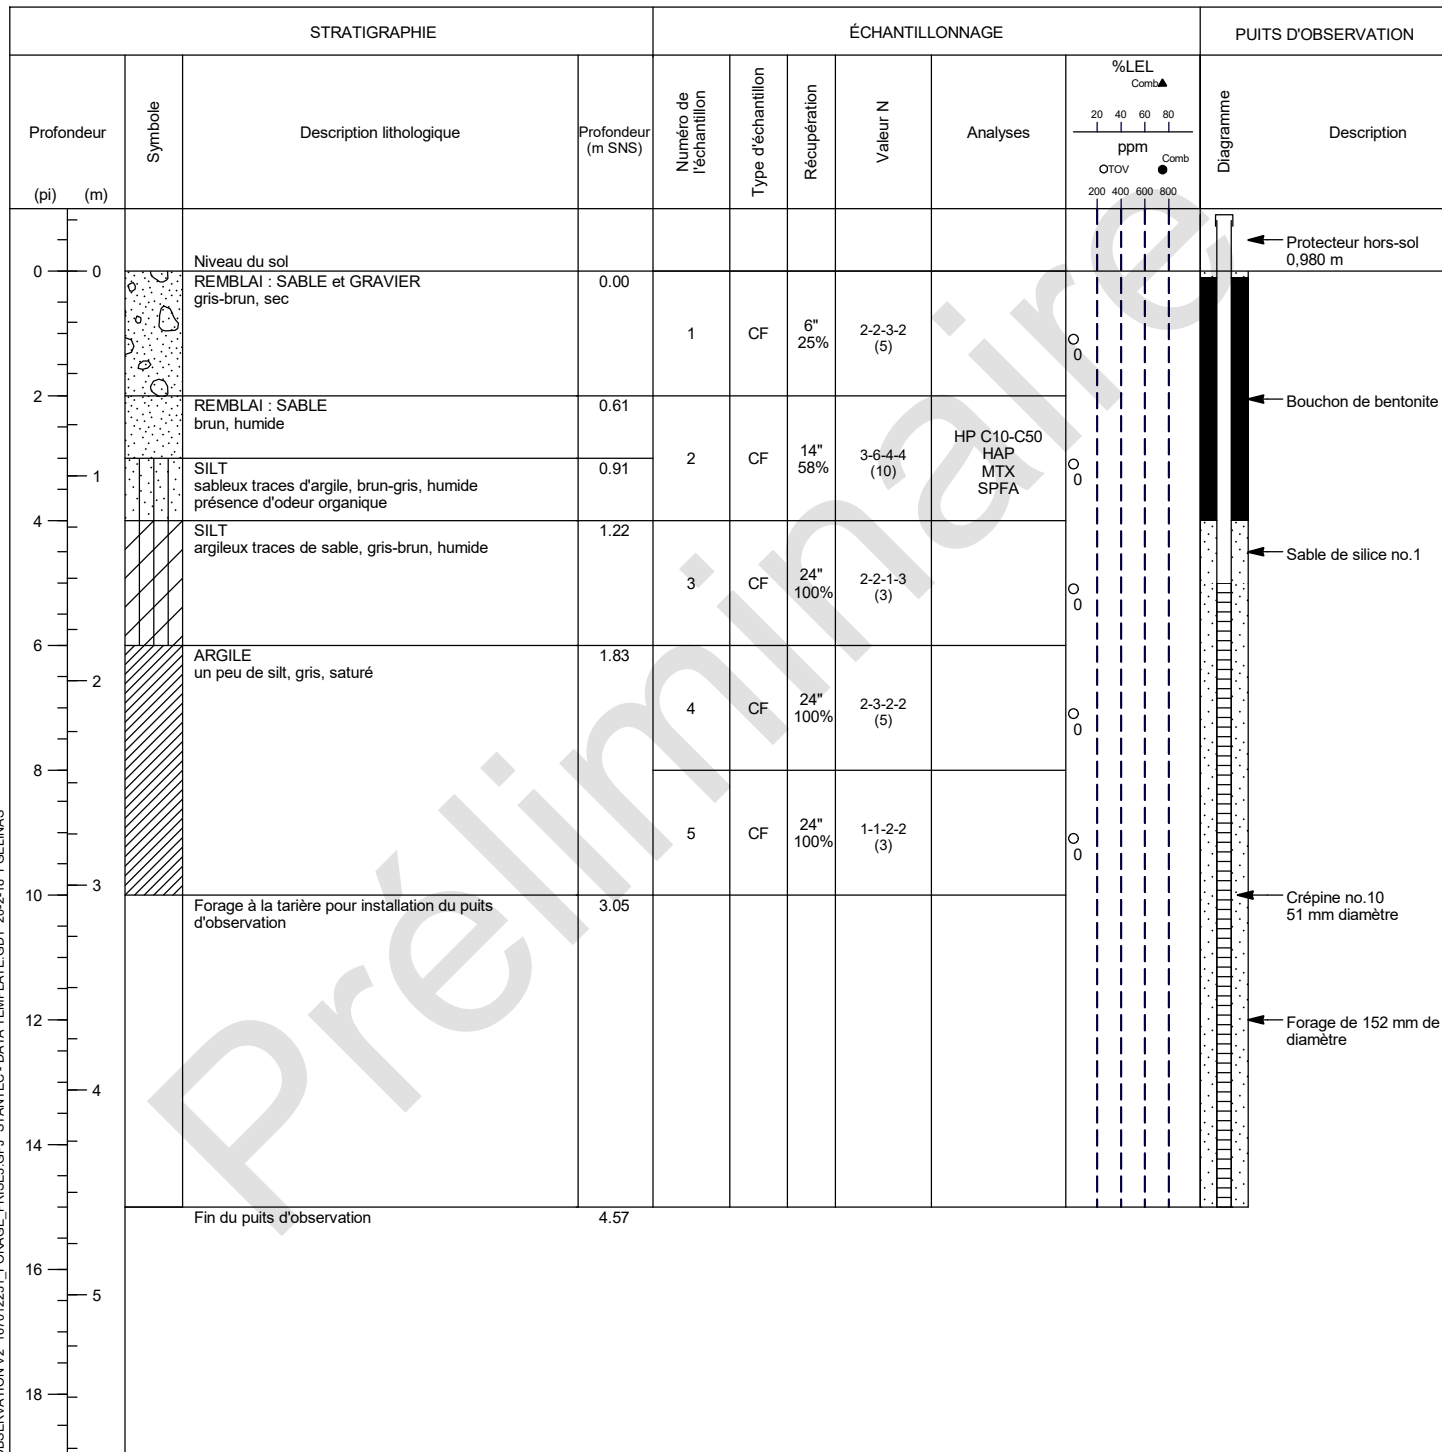 STRATIGRAPHIE
ÉCHANTILLONNAGE
PUITS D'OBSERVATION
Profondeur
(pi)
(m)
Symbole
Description lithologique
Profondeur
(m SNS)
Numéro de
l'échantillon
Type d'échantillon
Récupération
Valeur N
Analyses
%LEL
Comb▲
20 40 60 80
ppm
OTOV
Comb
●
200 400 600 800
Diagramme
Description
Niveau du sol
Protecteur hors-sol
0,980 m
0
0
REMBLAI : SABLE et GRAVIER
gris-brun, sec
0.00
1
CF
6"
25%
2-2-3-2
(5)
0
2
REMBLAI : SABLE
brun, humide
0.61
Bouchon de bentonite
2
CF
14"
58%
3-6-4-4
(10)
HP C10-C50
HAP
MTX
SPFA
0
1
SILT
sableux traces d'argile, brun-gris, humide
présence d'odeur organique
0.91
4
SILT
argileux traces de sable, gris-brun, humide
1.22
Sable de silice no.1
3
CF
24"
100%
2-2-1-3
(3)
0
6
ARGILE
un peu de silt, gris, saturé
1.83
2
4
CF
24"
100%
2-3-2-2
(5)
0
8
5
CF
24"
100%
1-1-2-2
(3)
0
10
3
Forage à la tarière pour installation du puits
d'observation
3.05
Crépine no.10
51 mm diamètre
12
Forage de 152 mm de
diamètre
4
14
Fin du puits d'observation
4.57
16
5
18
Préliminaire